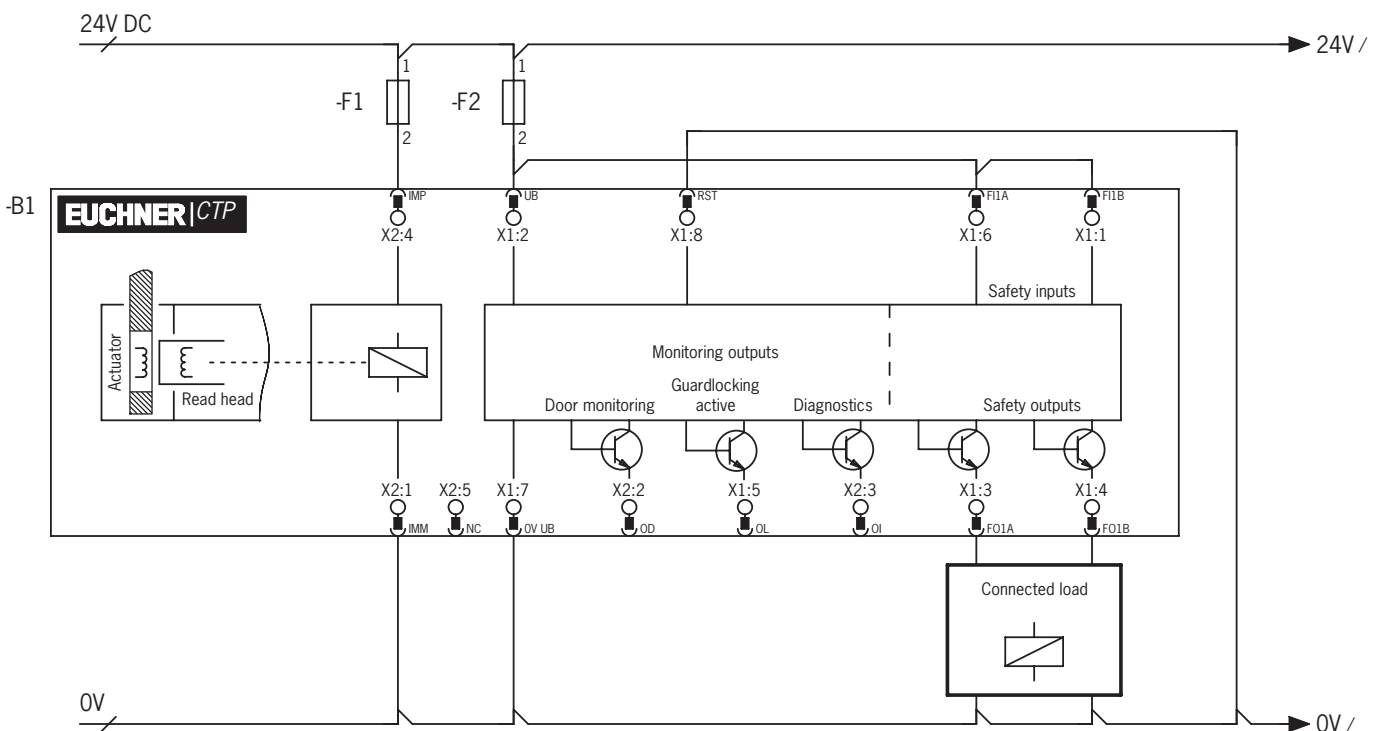 24V DC
24V /
1
1
-F1
-F2
2
2
-B1
EUCHNER|CTP
IMP
UB
RST
FI1A
FI1B
X2:4
X1:2
X1:8
X1:6
X1:1
Safety inputs
Actuator
Read head
Monitoring outputs
Door monitoring
Guardlocking
active
Diagnostics
Safety outputs
X2:1
X2:5
X1:7
X2:2
X1:5
X2:3
X1:3
X1:4
IMM
NC
0V UB
OD
OL
OI
FO1A
FO1B
Connected load
0V
0V /